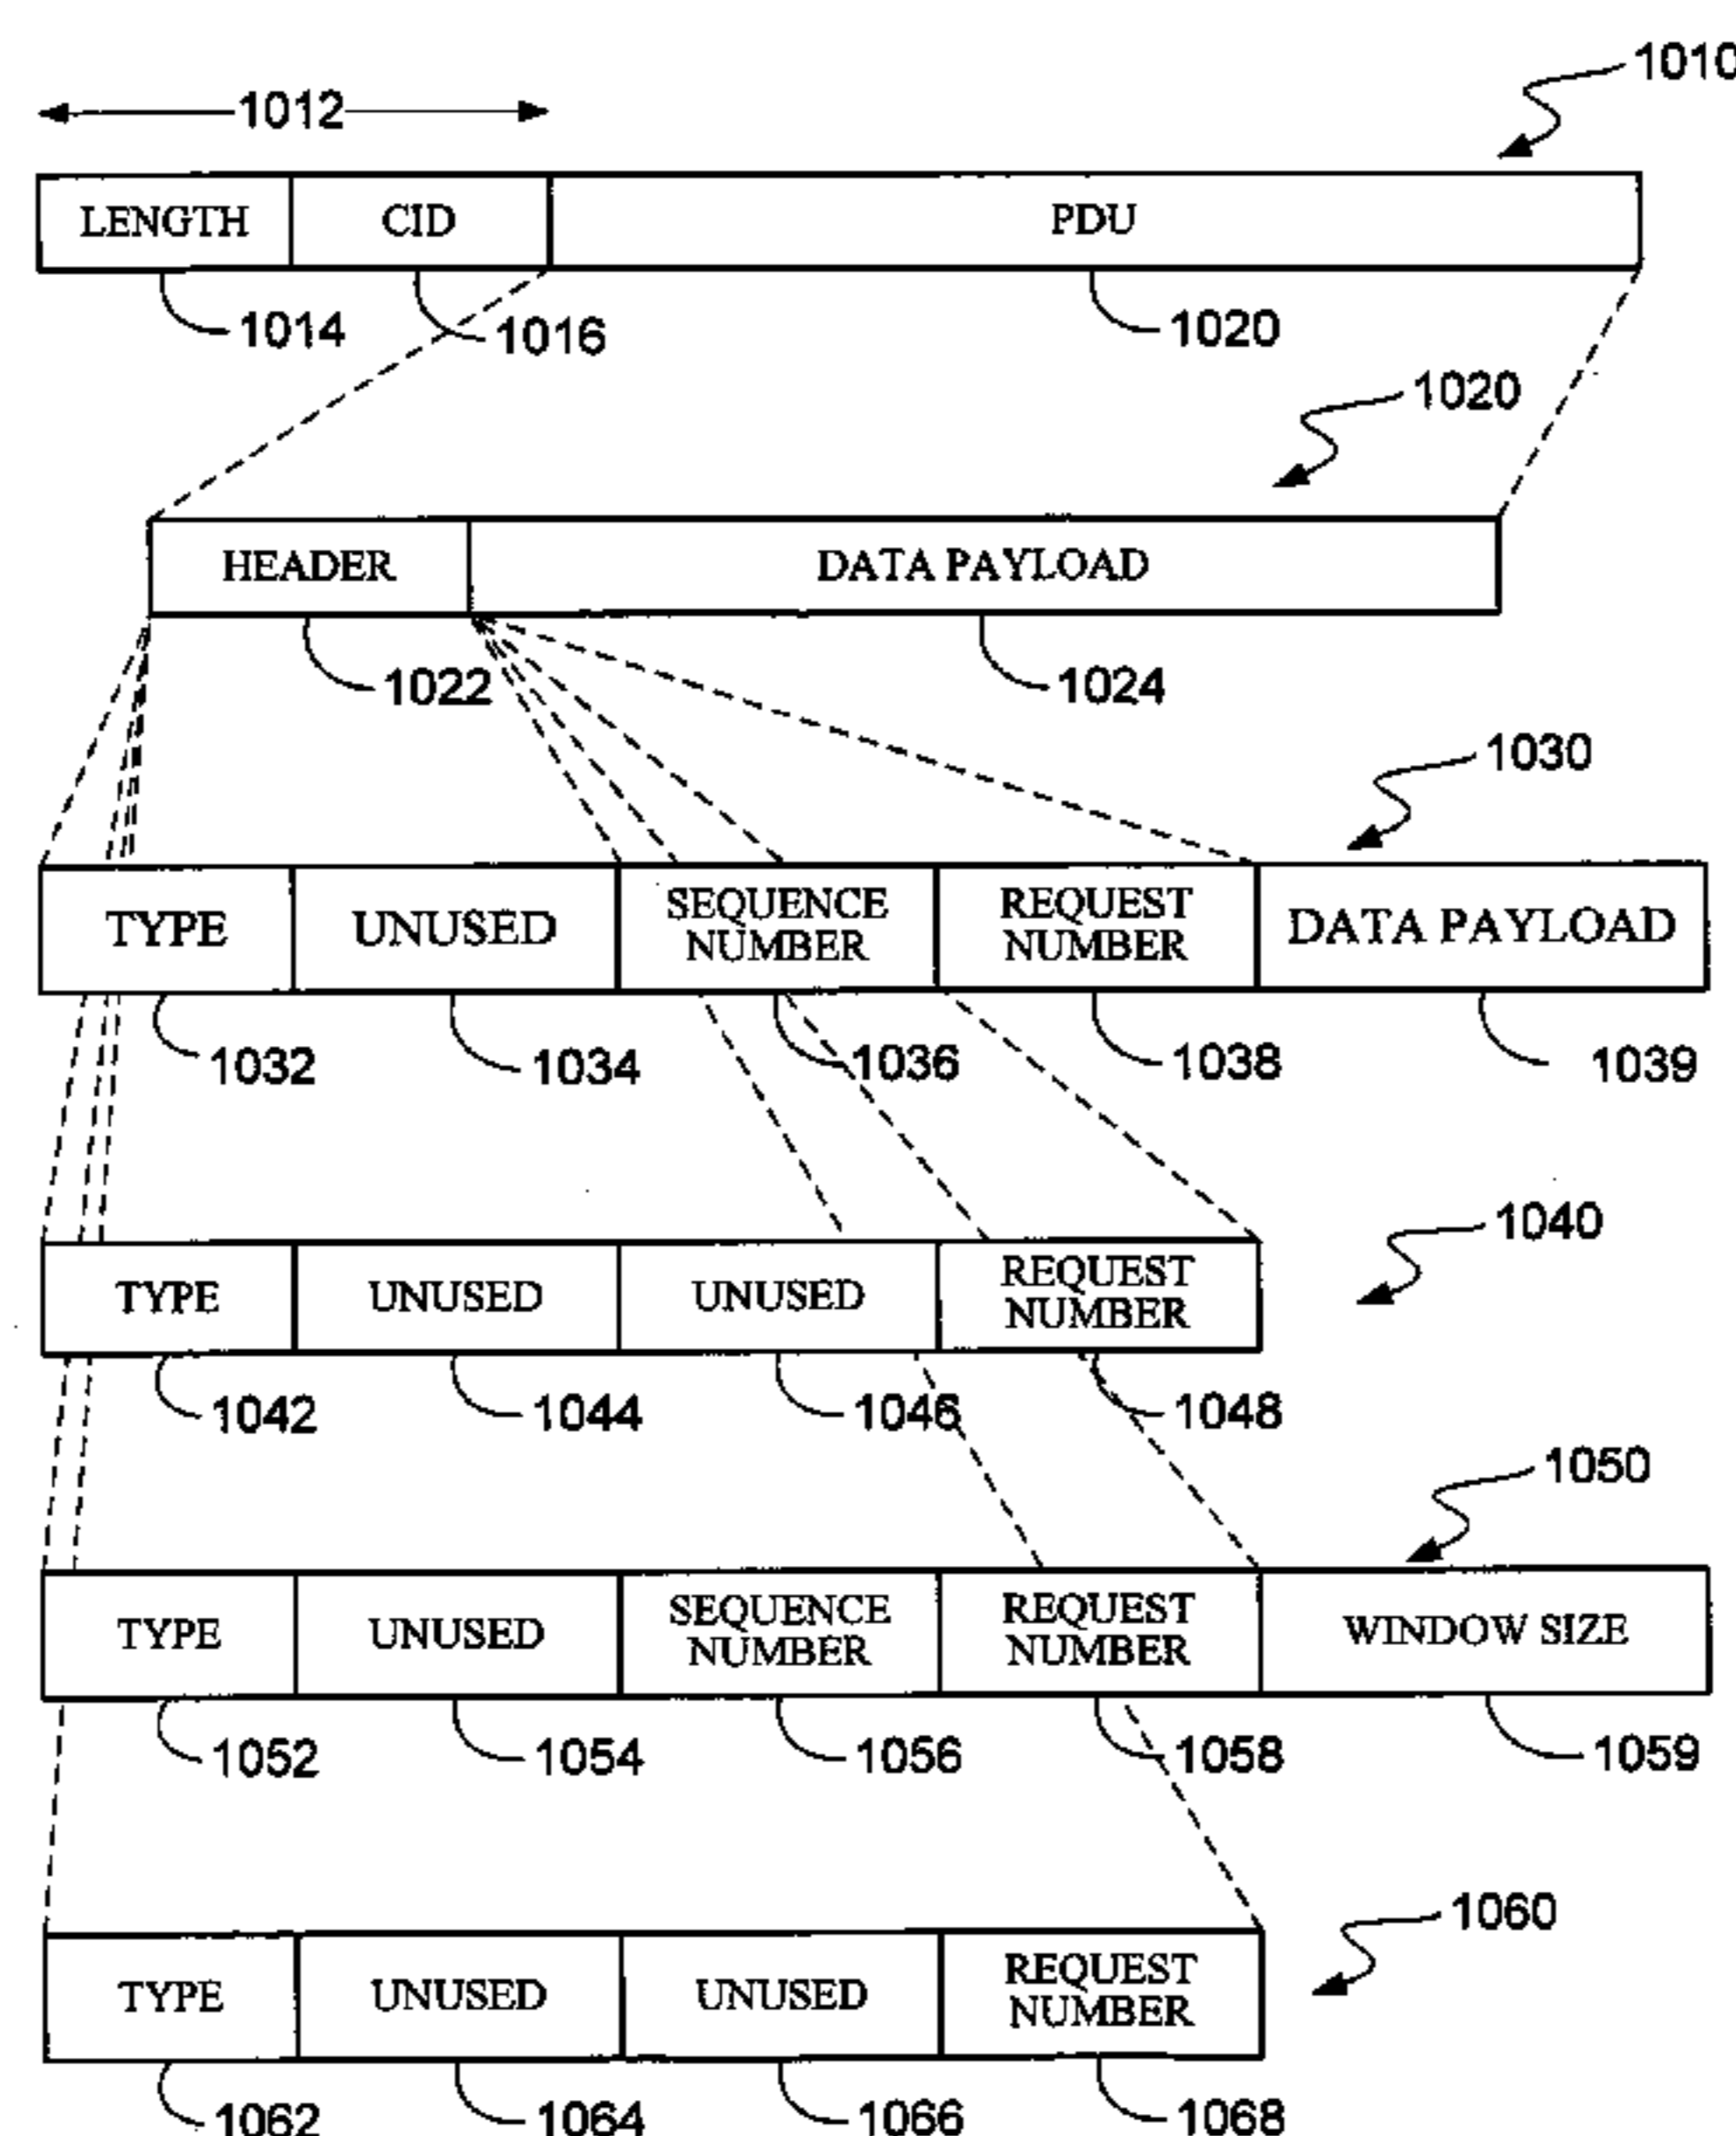 1010
1012
LENGTH CID PDU
1014 1016 1020
1020
HEADER DATA PAYLOAD
1022 1024
1030
TYPE UNUSED SEQUENCE NUMBER REQUEST NUMBER DATA PAYLOAD
1032 1034 1036 1038 1039
1040
TYPE UNUSED UNUSED REQUEST NUMBER
1042 1044 1046 1048
1050
TYPE UNUSED SEQUENCE NUMBER REQUEST NUMBER WINDOW SIZE
1052 1054 1056 1058 1059
1060
TYPE UNUSED UNUSED REQUEST NUMBER
1062 1064 1066 1068